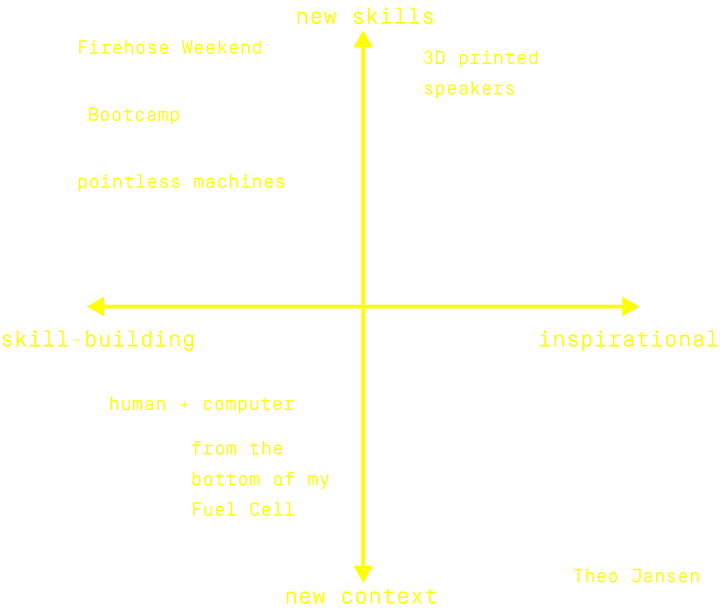 new skills
Firehose Weekend
3D printed
speakers
Bootcamp
pointless machines
skill-building
inspirational
human + computer
from the
bottom of my
Fuel Cell
Theo Jansen
new context